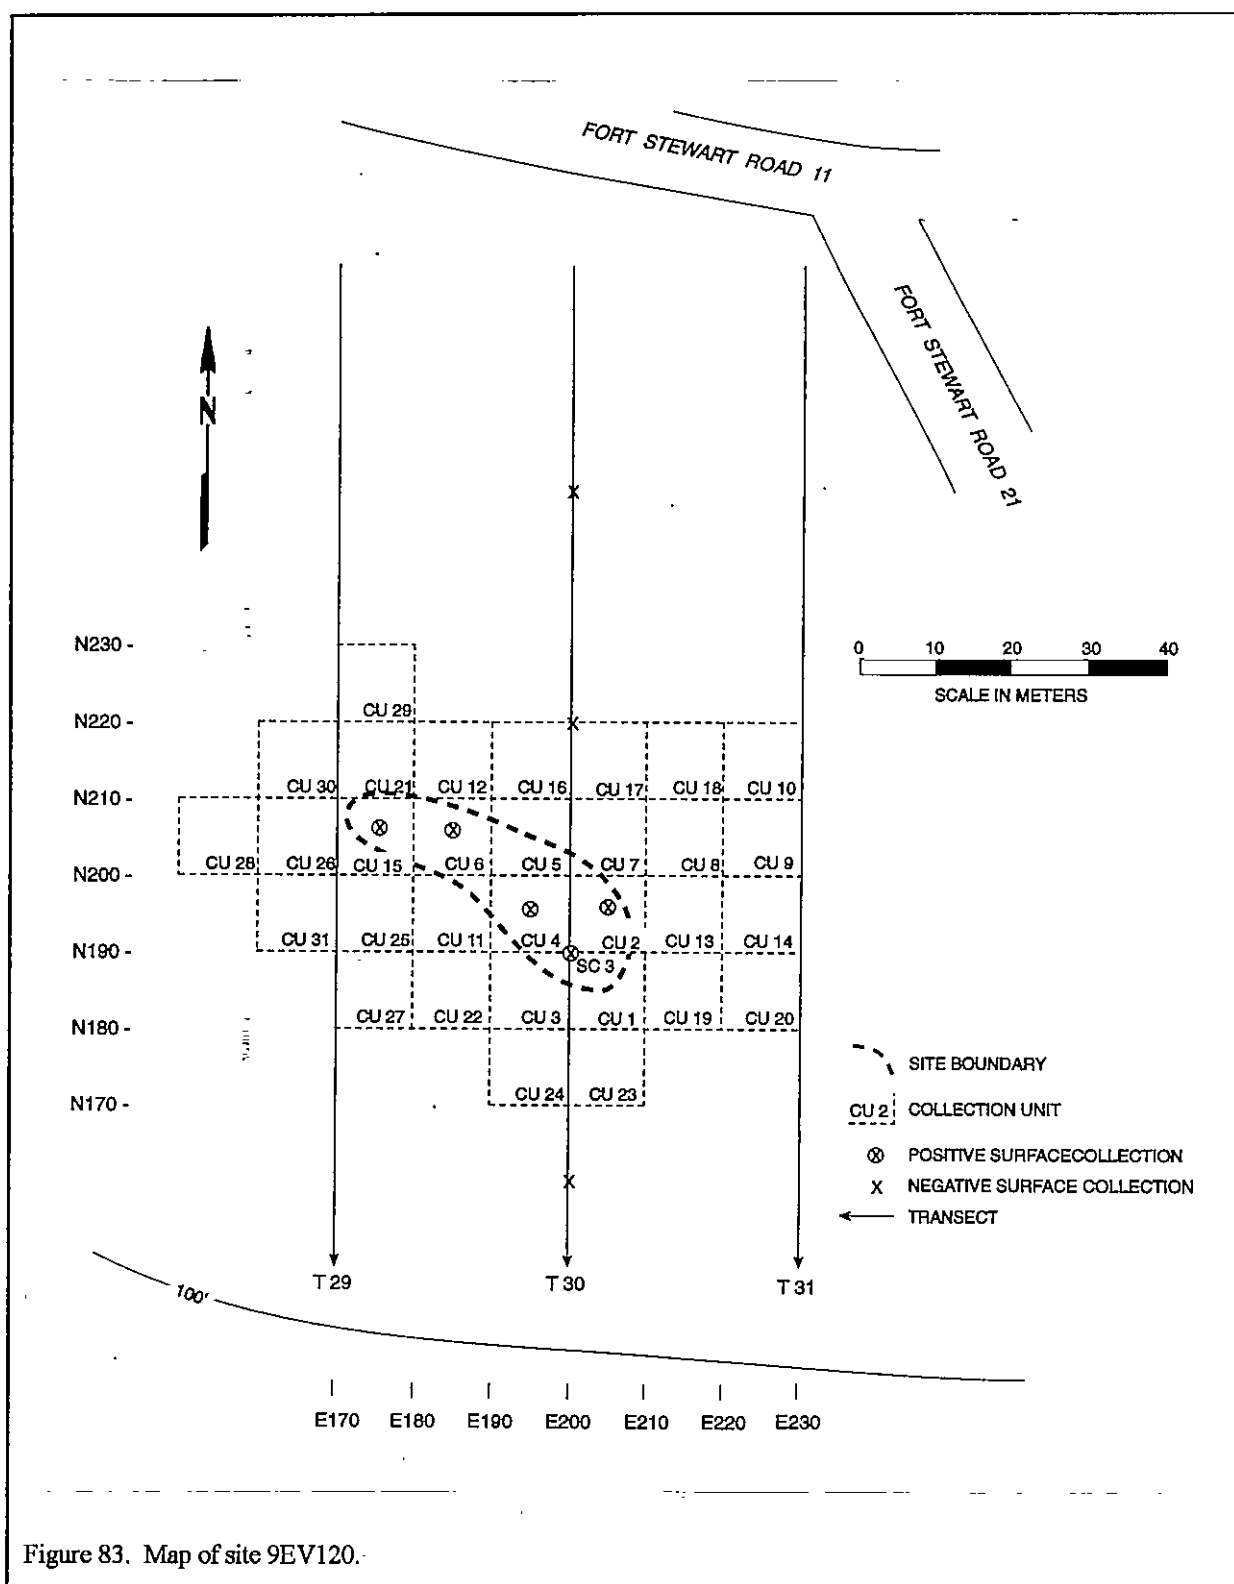 FORT STEWART ROAD 11
FORT STEWART ROAD 21
N
N230 -
0 10 20 30 40
SCALE IN METERS
N220 -
CU 29
N210 -
CU 30 CU 21 CU 12 CU 16 CU 17 CU 18 CU 10
N200 -
CU 28 CU 26 CU 15 CU 6 CU 5 CU 7 CU 8 CU 9
N190 -
CU 31 CU 25 CU 11 CU 4 CU 2 CU 13 CU 14
SC 3
N180 -
CU 27 CU 22 CU 3 CU 1 CU 19 CU 20
N170 -
CU 24 CU 23
SITE BOUNDARY
CU 2 COLLECTION UNIT
POSITIVE SURFACECOLLECTION
X NEGATIVE SURFACE COLLECTION
TRANSECT
T 29 T 30 T 31
100'
E170 E180 E190 E200 E210 E220 E230
Figure 83. Map of site 9EV120.